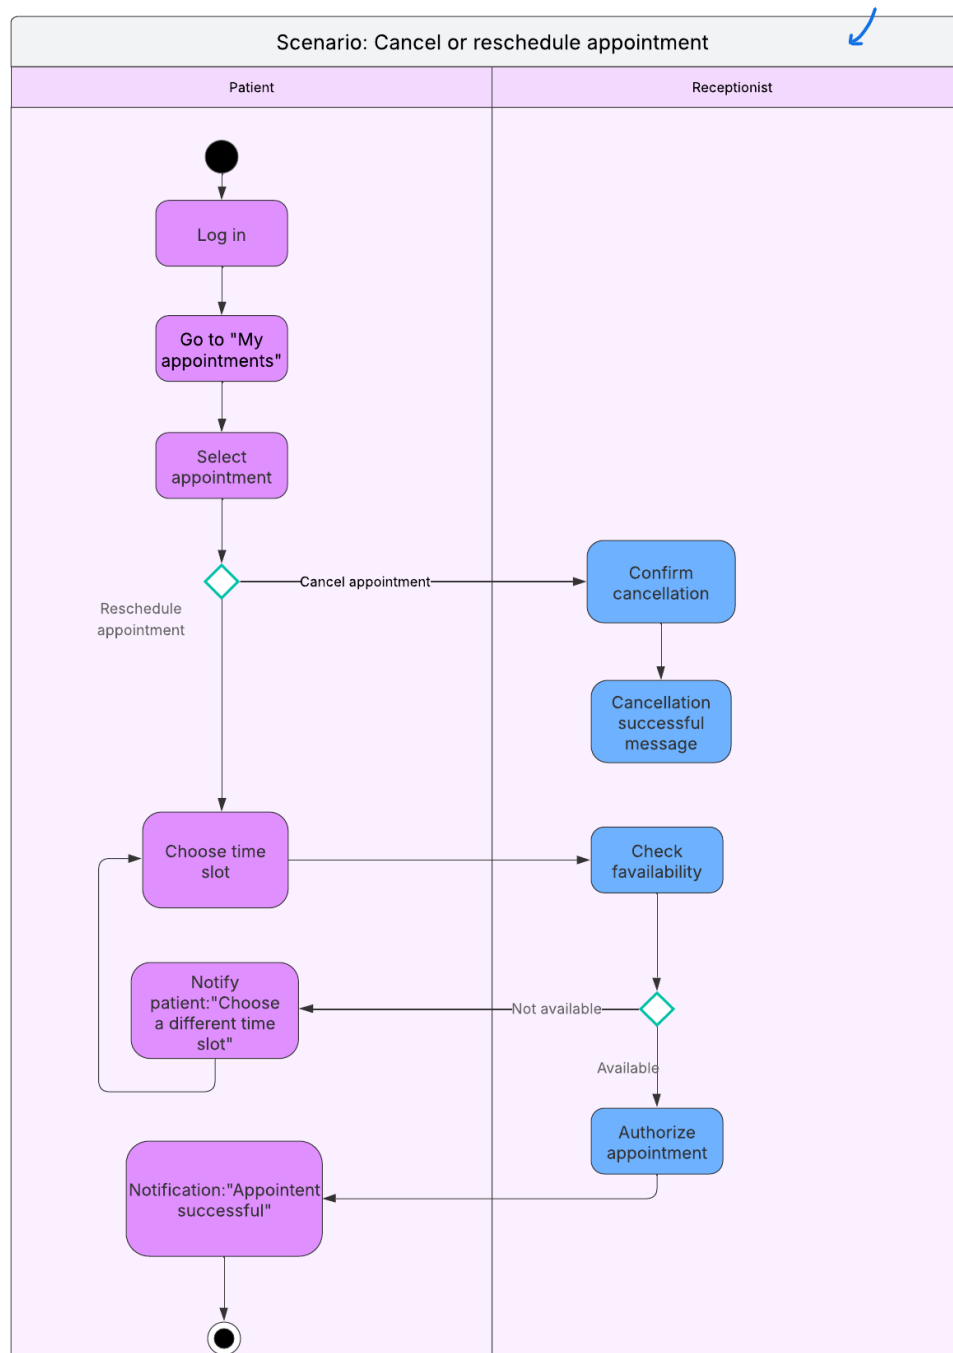 Scenario: Cancel or reschedule appointment
Patient
Receptionist
Log in
Go to "My
appointments"
Select
appointment
Cancel appointment
Confirm
cancellation
Reschedule
appointment
Cancellation
successful
message
Choose time
slot
Check
favailability
Notify
patient:"Choose
a different time
slot"
Not available
Available
Authorize
appointment
Notification:"Appointent
successful"